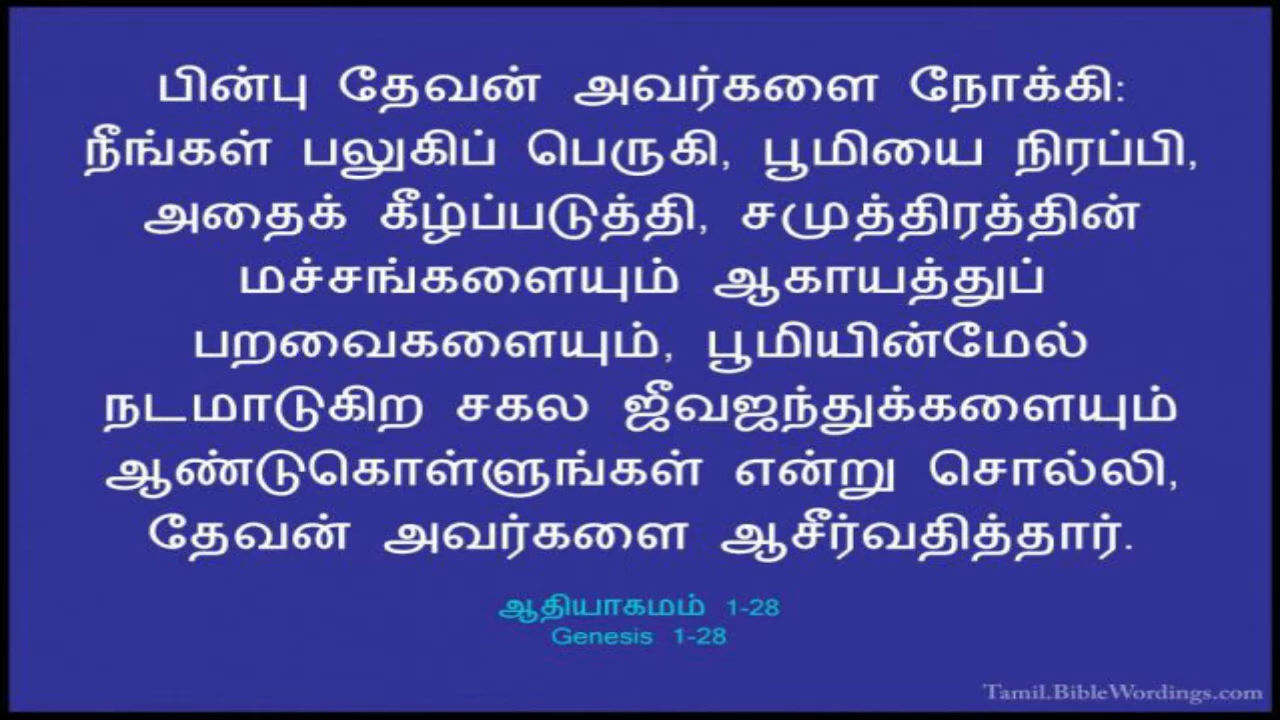 பின்பு தேவன் அவர்களை நோக்கி:
நீங்கள் பலுகிப் பெருகி, பூமியை நிரப்பி,
அதைக் கீழ்ப்படுத்தி, சமுத்திரத்தின்
மச்சங்களையும் ஆகாயத்துப்
பறவைகளையும், பூமியின்மேல்
நடமாடுகிற சகல ஜீவஜந்துக்களையும்
ஆண்டுகொள்ளுங்கள் என்று சொல்லி,
தேவன் அவர்களை ஆசீர்வதித்தார்.
ஆதியாகமம் 1-28
Genesis 1-28
Tamil.BibleWordings.com